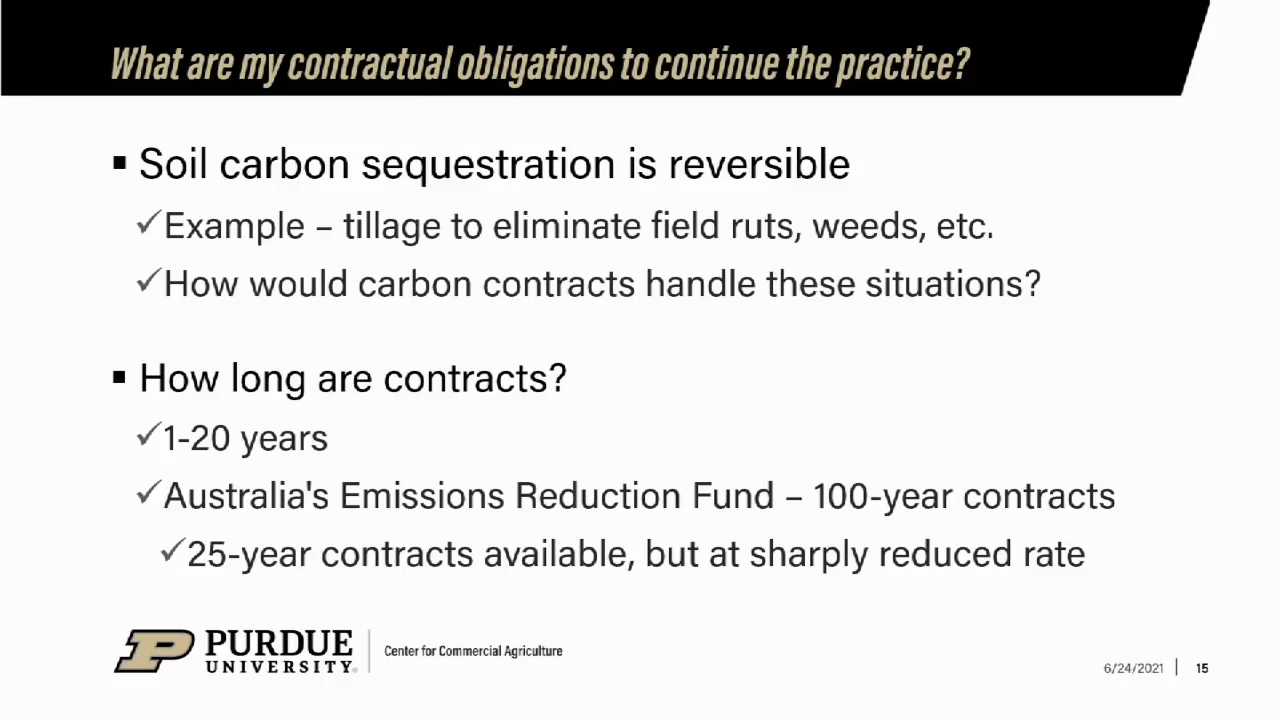 What are my contractual obligations to continue the practice?
▪ Soil carbon sequestration is reversible
✓Example – tillage to eliminate field ruts, weeds, etc.
✓How would carbon contracts handle these situations?
▪ How long are contracts?
✓1-20 years
✓Australia's Emissions Reduction Fund – 100-year contracts
✓25-year contracts available, but at sharply reduced rate
P PURDUE
UNIVERSITY®
Center for Commercial Agriculture
6/24/2021 | 15